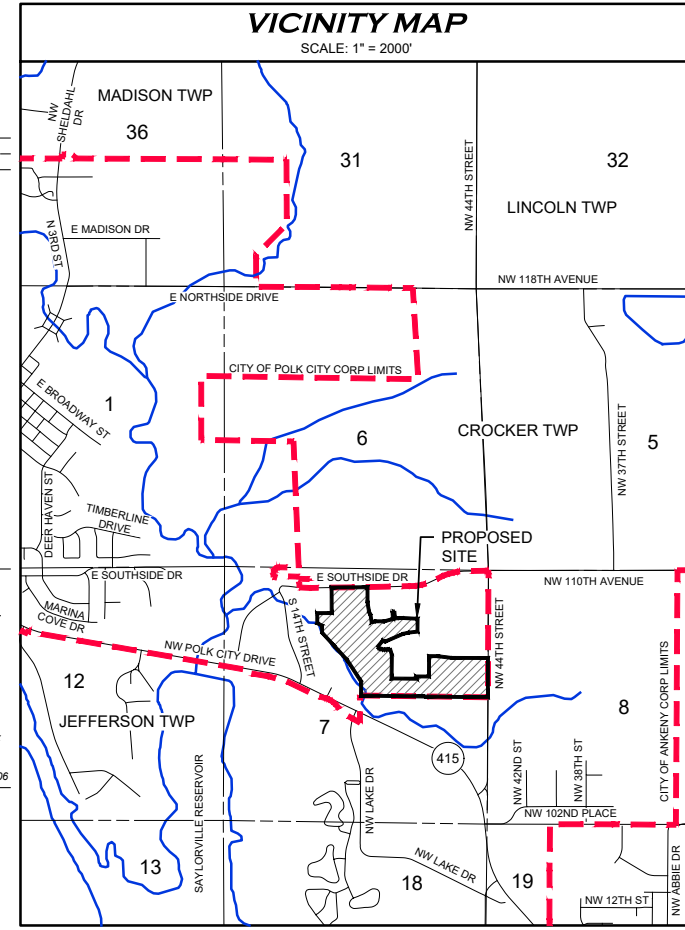 VICINITY MAP
SCALE: 1" = 2000'
MADISON TWP
36
NW
SHELDAHL
DR
31
32
NW 44TH STREET
LINCOLN TWP
N 3RD ST
E MADISON DR
NW 118TH AVENUE
E NORTHSIDE DRIVE
CITY OF POLK CITY CORP LIMITS
E BROADWAY ST
1
6
CROCKER TWP
5
NW 37TH STREET
DEER HAVEN ST
TIMBERLINE
DRIVE
PROPOSED
SITE
E SOUTHSIDE DR
E SOUTHSIDE DR
NW 110TH AVENUE
MARINA
COVE DR
S 14TH STREET
NW 44TH STREET
NW POLK CITY DRIVE
12
JEFFERSON TWP
7
8
CITY OF ANKENY CORP LIMITS
415
NW 42ND ST
NW 38TH ST
06
NW LAKE DR
NW 102ND PLACE
SAYLORVILLE RESERVOIR
13
NW LAKE DR
18
19
NW ABBIE DR
NW 12TH ST